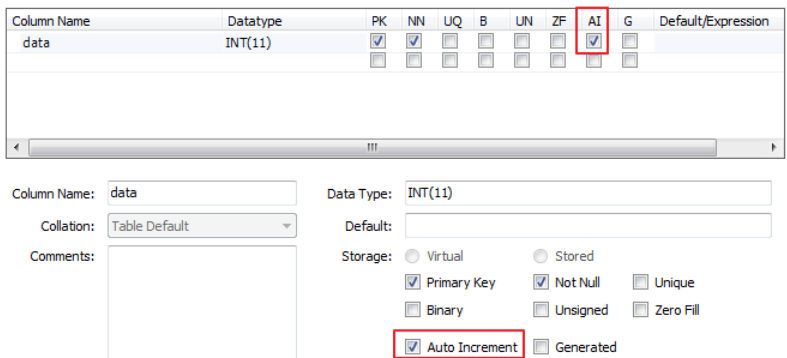 Column Name Datatype PK NN UQ B UN ZF AI G Default/Expression
data INT(11)
Column Name: data Data Type: INT(11)
Collation: Table Default Default:
Comments: Storage: Virtual Stored
Primary Key Not Null Unique
Binary Unsigned Zero Fill
Auto Increment Generated